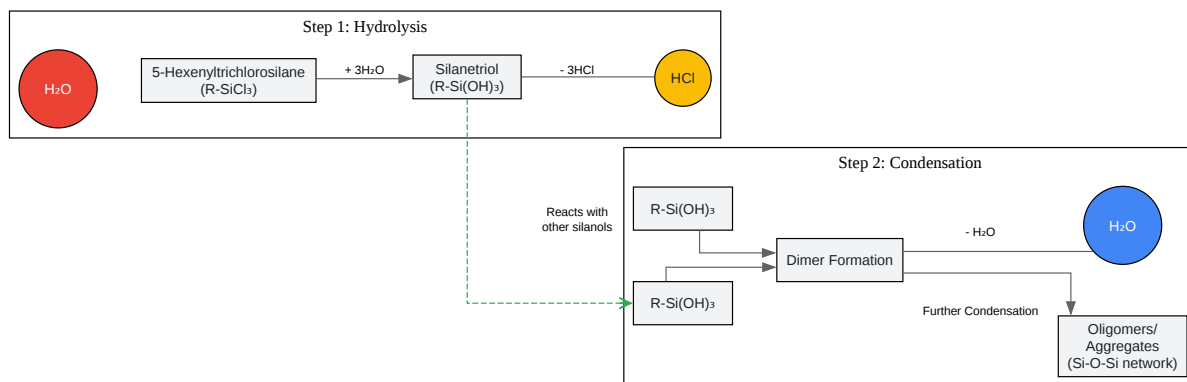 Step 1: Hydrolysis
H₂O
5-Hexenyltrichlorosilane
(R-SiCl₃)
+ 3H₂O
Silanetriol
(R-Si(OH)₃)
- 3HCl
HCl
Step 2: Condensation
Reacts with
other silanols
R-Si(OH)₃
R-Si(OH)₃
Dimer Formation
- H₂O
H₂O
Further Condensation
Oligomers/
Aggregates
(Si-O-Si network)